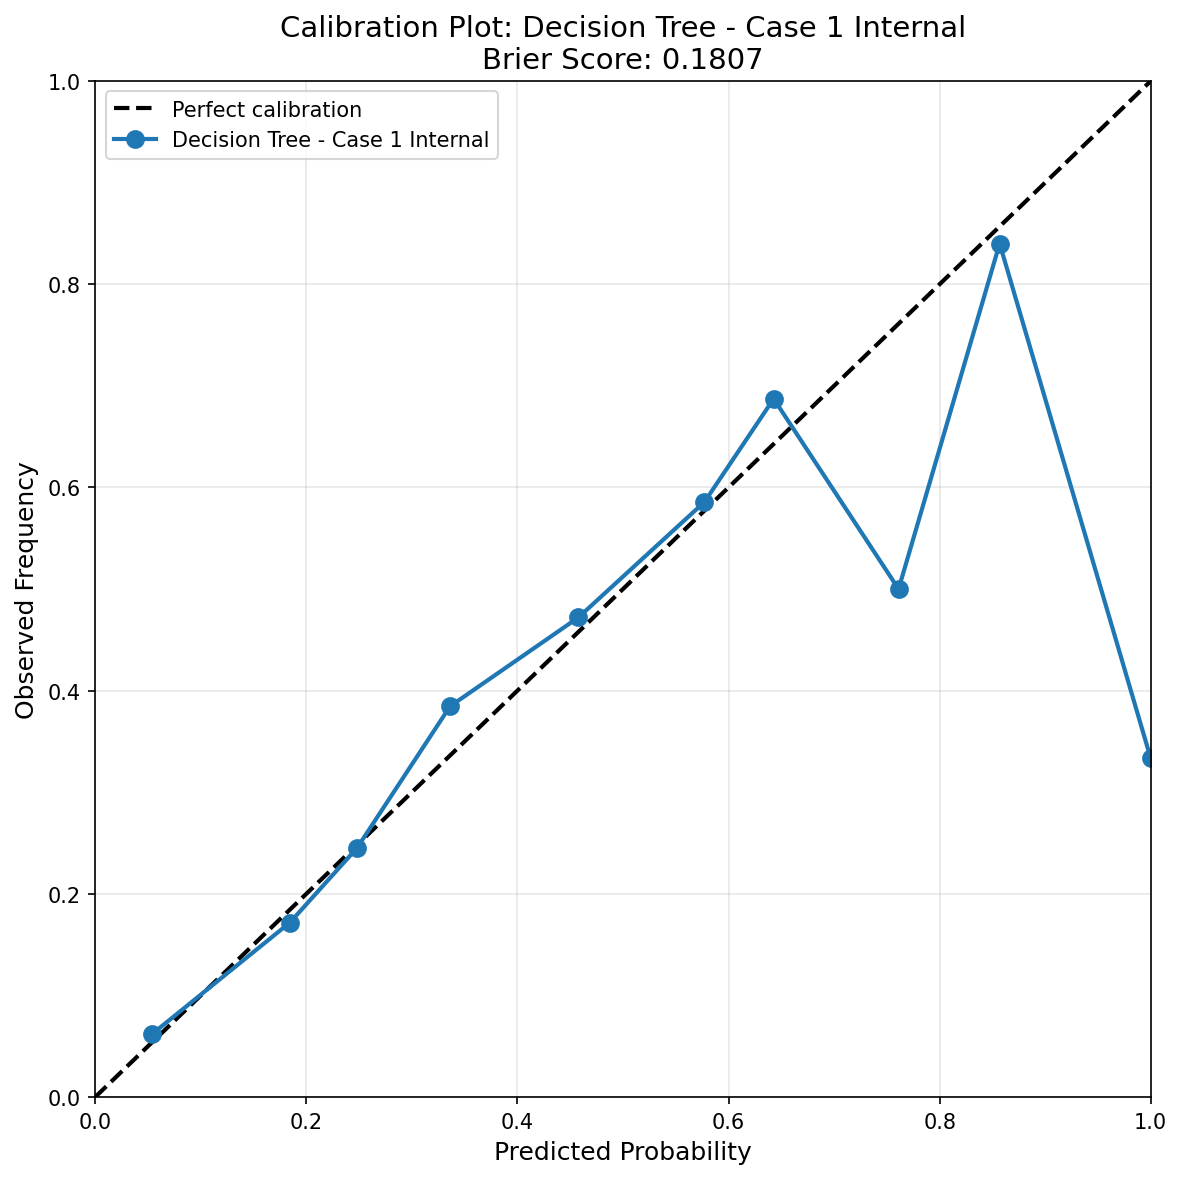 Calibration Plot: Decision Tree - Case 1 Internal
Brier Score: 0.1807
Perfect calibration
Decision Tree - Case 1 Internal
1.0
0.8
0.6
0.4
0.2
0.0
Observed Frequency
0.0 0.2 0.4 0.6 0.8 1.0
Predicted Probability